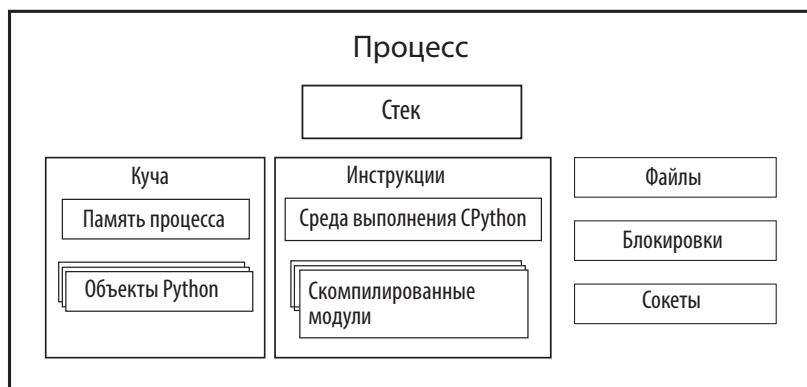 Процесс
Стек
Куча
Память процесса
Объекты Python
Инструкции
Среда выполнения CPython
Скомпилированные
модули
Файлы
Блокировки
Сокеты